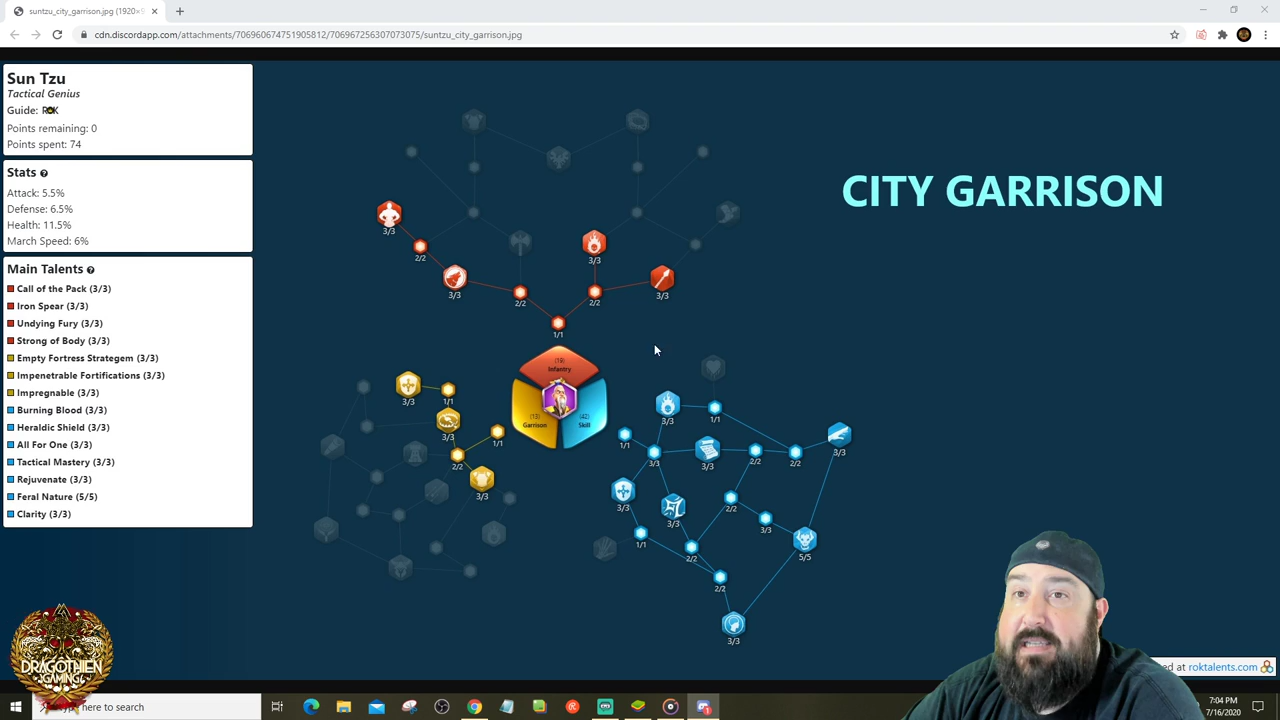 suntzu_city_garrison.jpg (1920×9
cdn.discordapp.com/attachments/706960674751905812/706967256307073075/suntzu_city_garrison.jpg
Sun Tzu
Tactical Genius
Guide: ROK
Points remaining: 0
Points spent: 74
Stats
Attack: 5.5%
Defense: 6.5%
Health: 11.5%
March Speed: 6%
Main Talents
Call of the Pack (3/3)
Iron Spear (3/3)
Undying Fury (3/3)
Strong of Body (3/3)
Empty Fortress Strategem (3/3)
Impenetrable Fortifications (3/3)
Impregnable (3/3)
Burning Blood (3/3)
Heraldic Shield (3/3)
All For One (3/3)
Tactical Mastery (3/3)
Rejuvenate (3/3)
Feral Nature (5/5)
Clarity (3/3)
CITY GARRISON
3/3
3/3
2/2
3/3
3/3
2/2
2/2
1/1
Infantry
Garrison
(42)
Skill
3/3
1/1
3/3
1/1
2/2
3/3
3/3
1/1
1/1
3/3
3/3
2/2
2/2
3/3
3/3
3/3
2/2
3/3
1/1
2/2
5/5
2/2
3/3
DRAGOTHIEN
GAMING
ed at roktalents.com
here to search
7:04 PM
7/16/2020